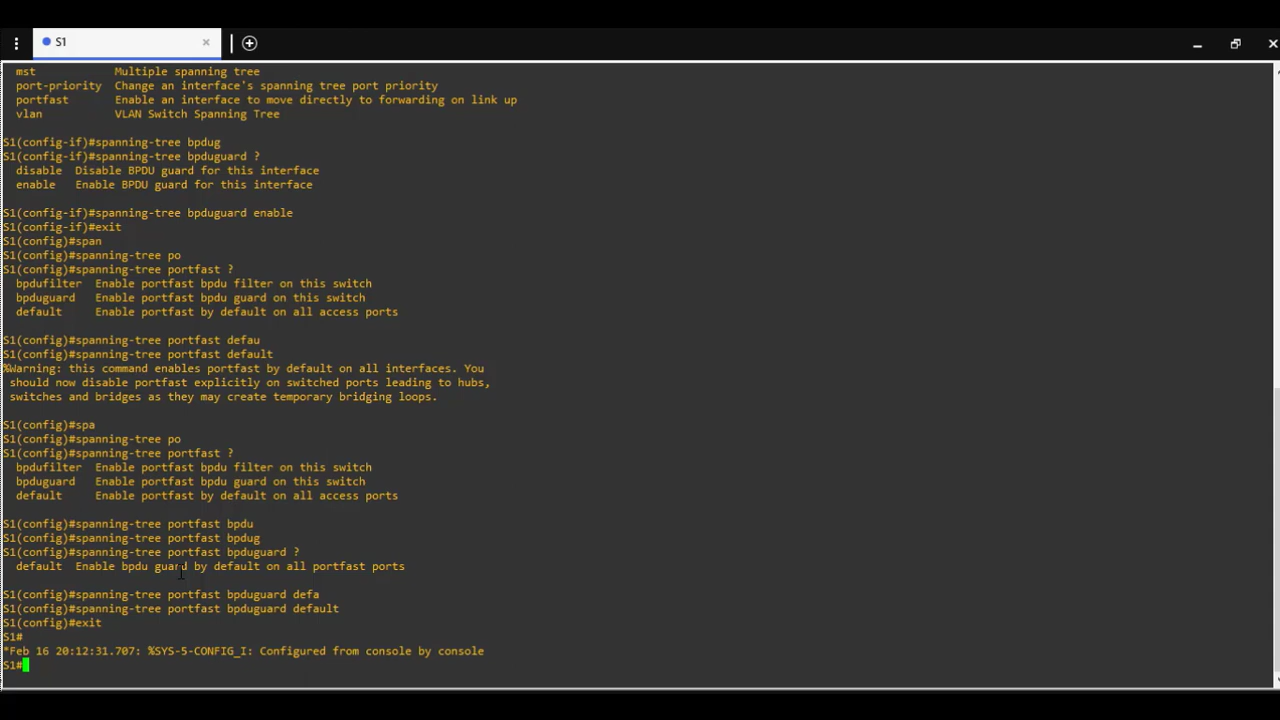 S1
mst Multiple spanning tree
port-priority Change an interface's spanning tree port priority
portfast Enable an interface to move directly to forwarding on link up
vlan VLAN Switch Spanning Tree
S1(config-if)#spanning-tree bpdug
S1(config-if)#spanning-tree bpduguard ?
disable Disable BPDU guard for this interface
enable Enable BPDU guard for this interface
S1(config-if)#spanning-tree bpduguard enable
S1(config-if)#exit
S1(config)#span
S1(config)#spanning-tree po
S1(config)#spanning-tree portfast ?
bpdufilter Enable portfast bpdu filter on this switch
bpduguard Enable portfast bpdu guard on this switch
default Enable portfast by default on all access ports
S1(config)#spanning-tree portfast defau
S1(config)#spanning-tree portfast default
%Warning: this command enables portfast by default on all interfaces. You
should now disable portfast explicitly on switched ports leading to hubs,
switches and bridges as they may create temporary bridging loops.
S1(config)#spa
S1(config)#spanning-tree po
S1(config)#spanning-tree portfast ?
bpdufilter Enable portfast bpdu filter on this switch
bpduguard Enable portfast bpdu guard on this switch
default Enable portfast by default on all access ports
S1(config)#spanning-tree portfast bpdu
S1(config)#spanning-tree portfast bpdug
S1(config)#spanning-tree portfast bpduguard ?
default Enable bpdu guard by default on all portfast ports
S1(config)#spanning-tree portfast bpduguard defa
S1(config)#spanning-tree portfast bpduguard default
S1(config)#exit
S1#
*Feb 16 20:12:31.707: %SYS-5-CONFIG_I: Configured from console by console
S1#